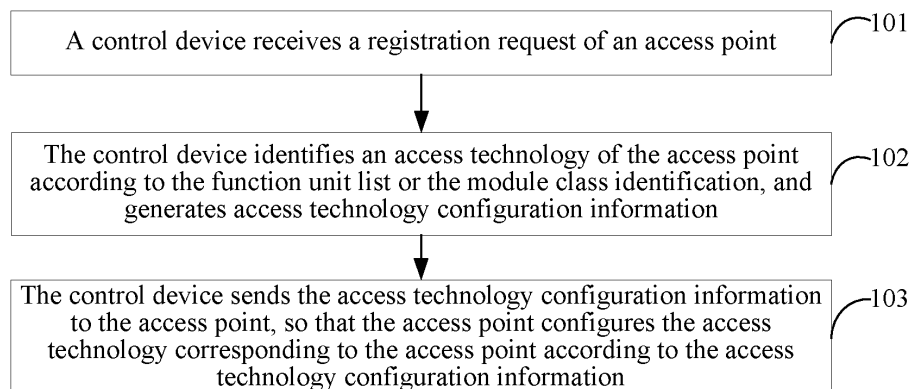 A control device receives a registration request of an access point
101
The control device identifies an access technology of the access point
according to the function unit list or the module class identification, and
generates access technology configuration information
102
The control device sends the access technology configuration information
to the access point, so that the access point configures the access
technology corresponding to the access point according to the access
technology configuration information
103